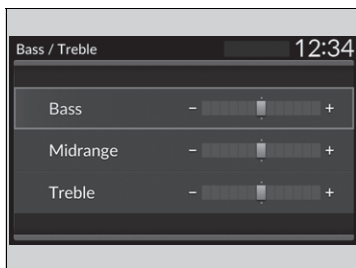 Bass / Treble 12:34
Bass - +
Midrange - +
Treble - +